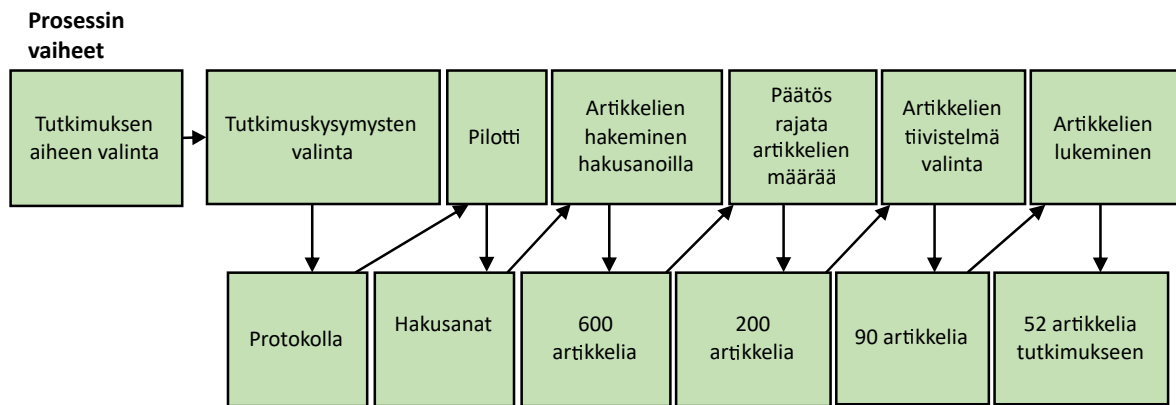 Prosessin
vaiheet
Tutkimuksen
aiheen valinta
Tutkimuskysymysten
valinta
Pilotti
Artikkelien
hakeminen
hakusanoilla
Päätös
rajata
artikkelien
määrää
Artikkelien
tiivistelmä
valinta
Artikkelien
lukeminen
Protokolla
Hakusanat
600
artikkelia
200
artikkelia
90 artikkelia
52 artikkelia
tutkimukseen